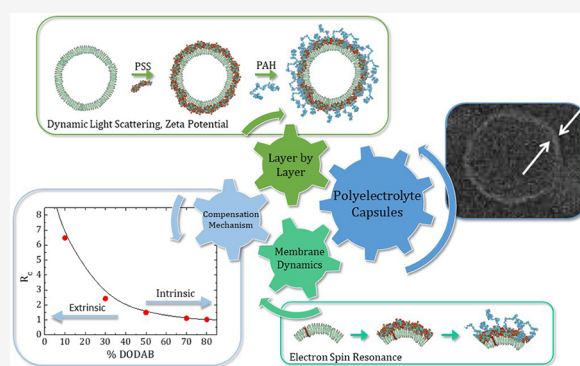 PSS
PAH
Dynamic Light Scattering, Zeta Potential
Layer by
Layer
Polyelectrolyte
Capsules
Compensation
Mechanism
Membrane
Dynamics
8
7
6
5
4
3
2
1
0
Rc
Extrinsic
Intrinsic
0 10 20 30 40 50 60 70 80
% DODAB
Electron Spin Resonance